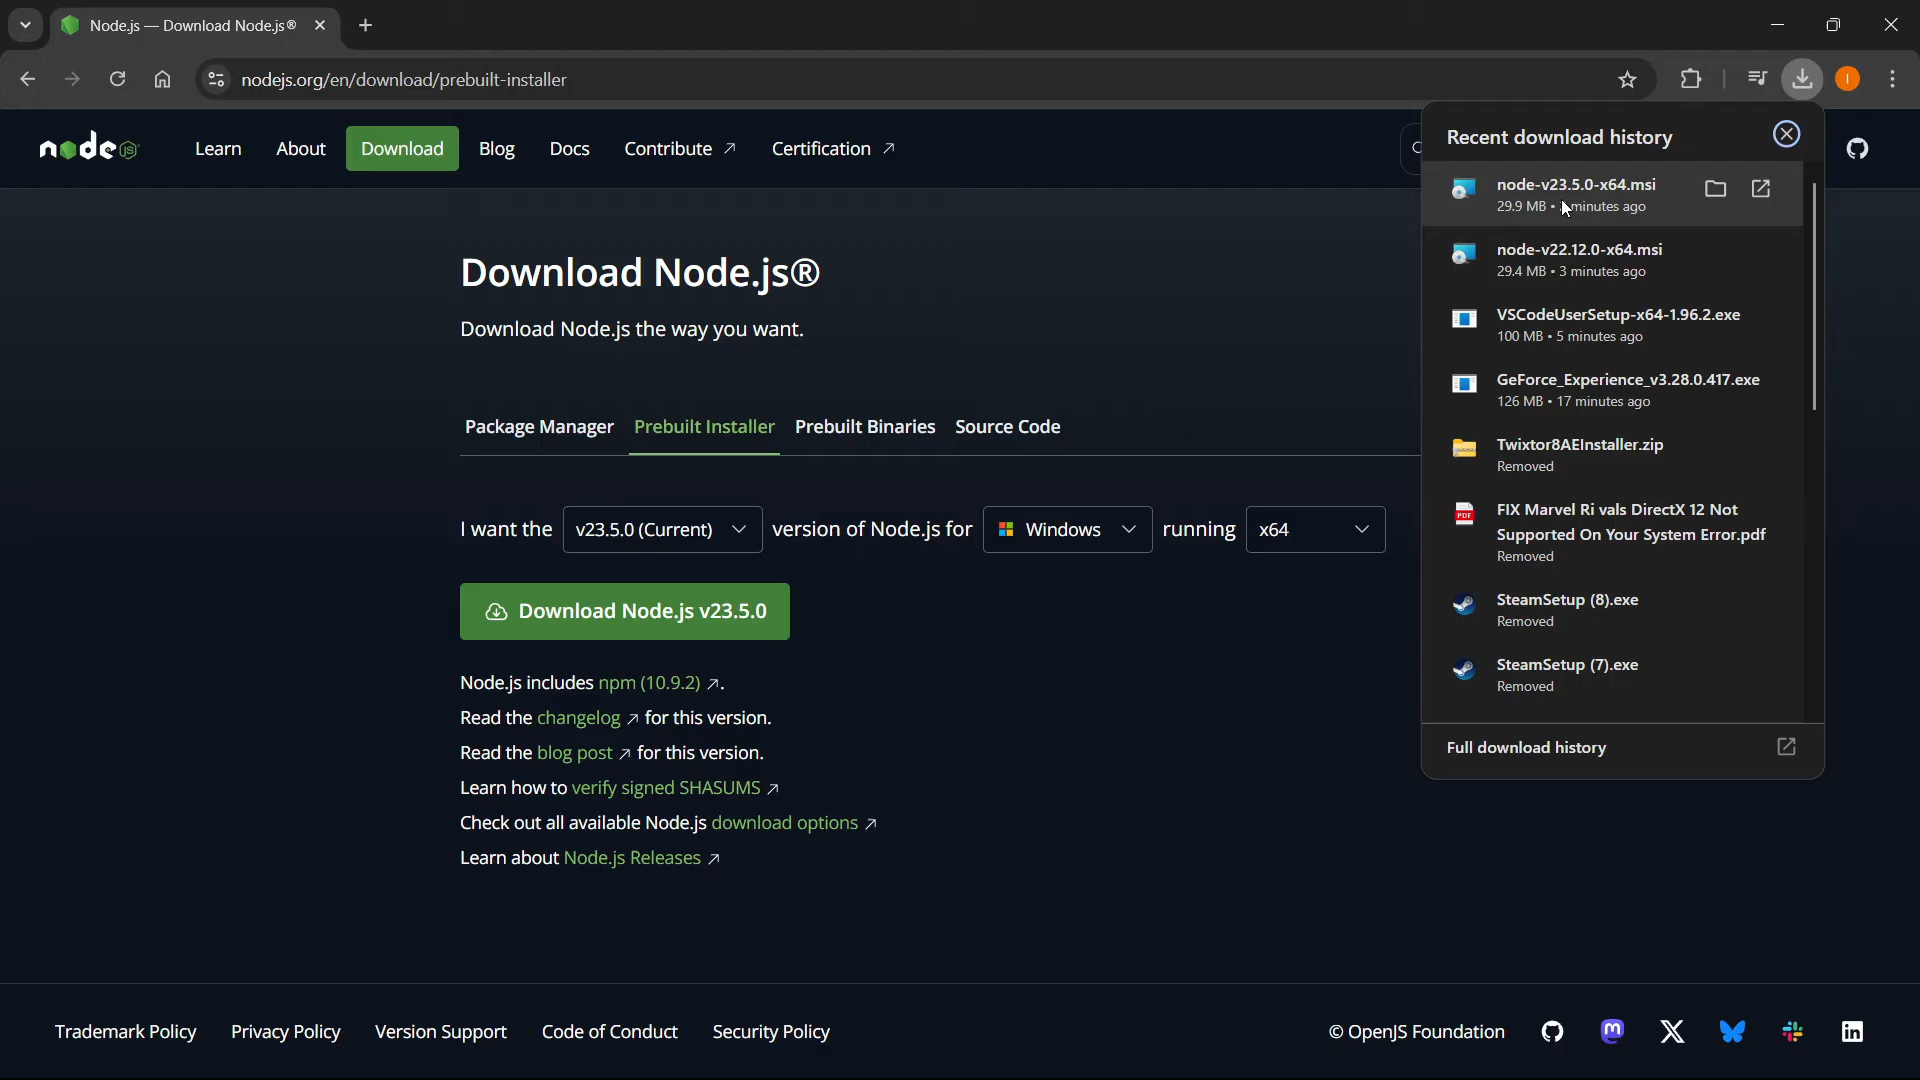 Node.js — Download Node.js®
nodejs.org/en/download/prebuilt-installer
I
node JS
Learn
About
Download
Blog
Docs
Contribute
Certification
Download Node.js®
Download Node.js the way you want.
Package Manager
Prebuilt Installer
Prebuilt Binaries
Source Code
I want the v23.5.0 (Current) version of Node.js for Windows running x64
Download Node.js v23.5.0
Node.js includes npm (10.9.2) ↗.
Read the changelog ↗ for this version.
Read the blog post ↗ for this version.
Learn how to verify signed SHASUMS ↗
Check out all available Node.js download options ↗
Learn about Node.js Releases ↗
Recent download history
node-v23.5.0-x64.msi
29.9 MB • minutes ago
node-v22.12.0-x64.msi
29.4 MB • 3 minutes ago
VSCodeUserSetup-x64-1.96.2.exe
100 MB • 5 minutes ago
GeForce_Experience_v3.28.0.417.exe
126 MB • 17 minutes ago
Twixtor8AEInstaller.zip
Removed
PDF
FIX Marvel Ri vals DirectX 12 Not
Supported On Your System Error.pdf
Removed
SteamSetup (8).exe
Removed
SteamSetup (7).exe
Removed
Full download history
Trademark Policy
Privacy Policy
Version Support
Code of Conduct
Security Policy
© OpenJS Foundation